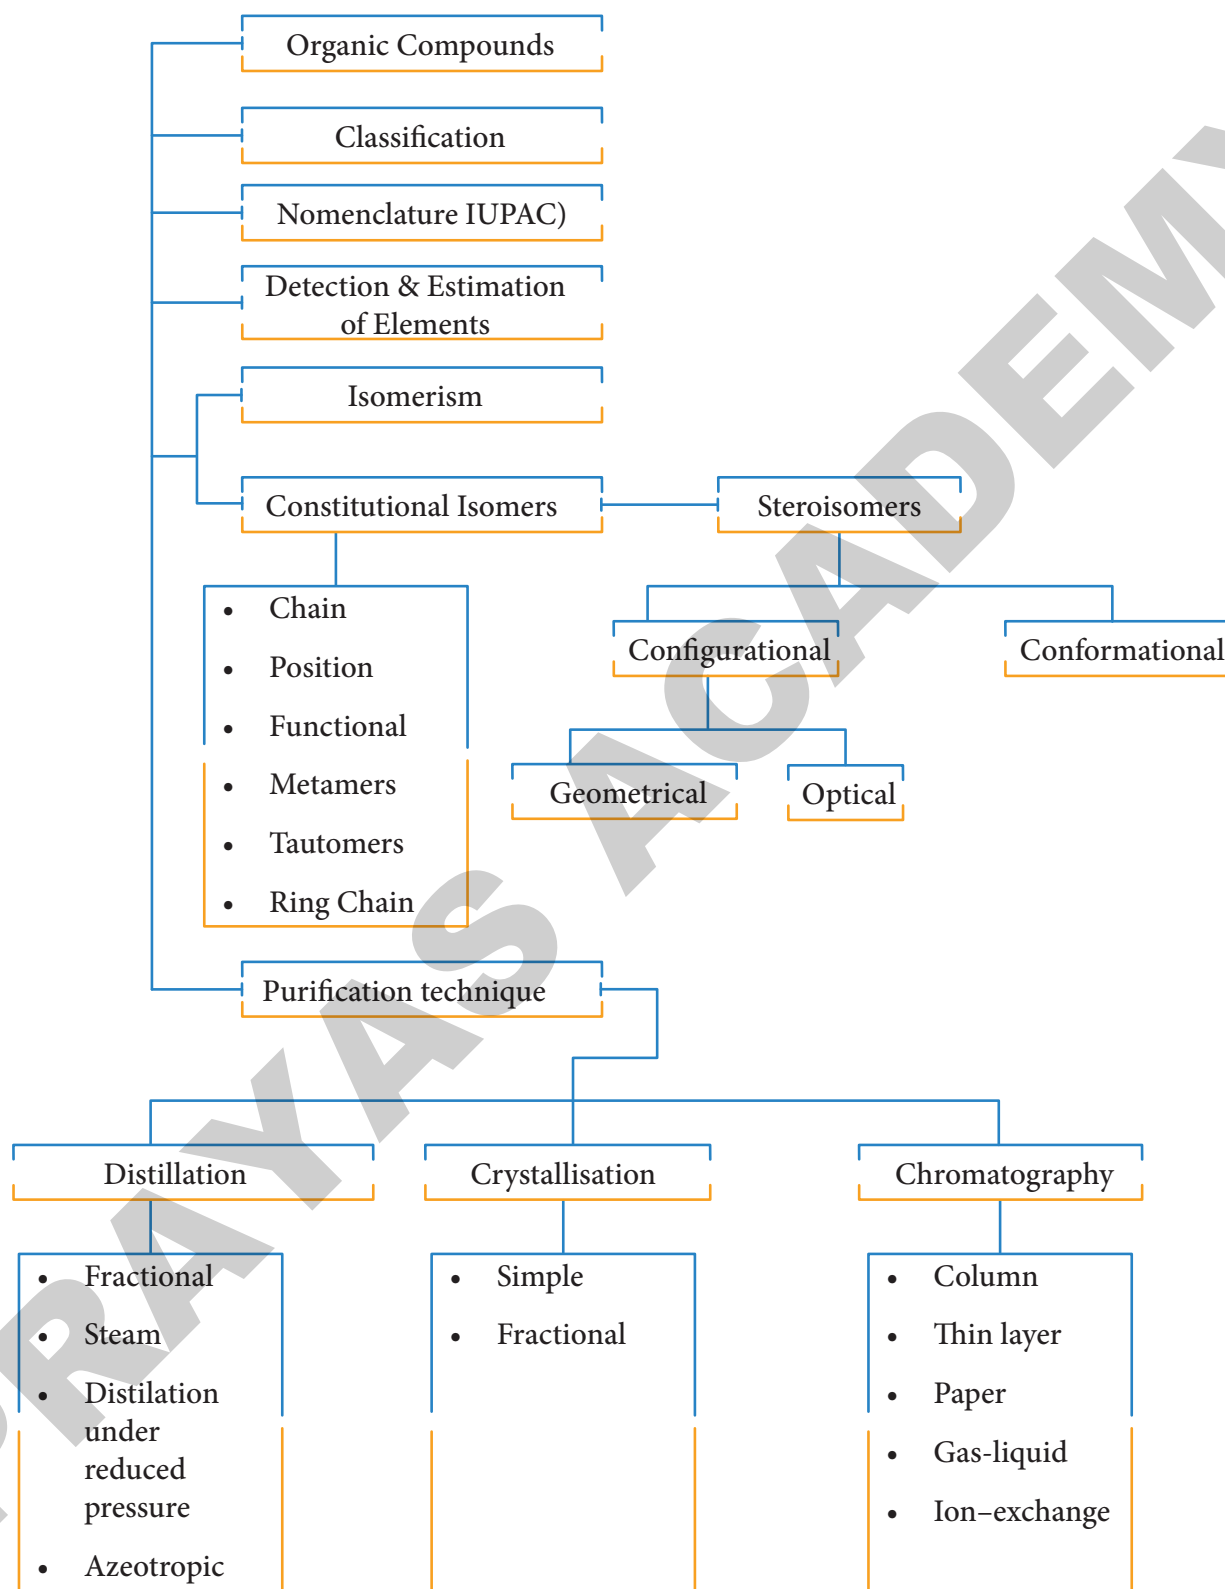 Organic Compounds
Classification
Nomenclature IUPAC)
Detection & Estimation
of Elements
Isomerism
Constitutional Isomers
Steroisomers
• Chain
• Position
• Functional
• Metamers
• Tautomers
• Ring Chain
Configurational
Conformational
Geometrical
Optical
Purification technique
Distillation
Crystallisation
Chromatography
• Fractional
• Steam
• Distilation
under
reduced
pressure
• Azeotropic
• Simple
• Fractional
• Column
• Thin layer
• Paper
• Gas-liquid
• Ion–exchange
PRAYAS ACADEMY